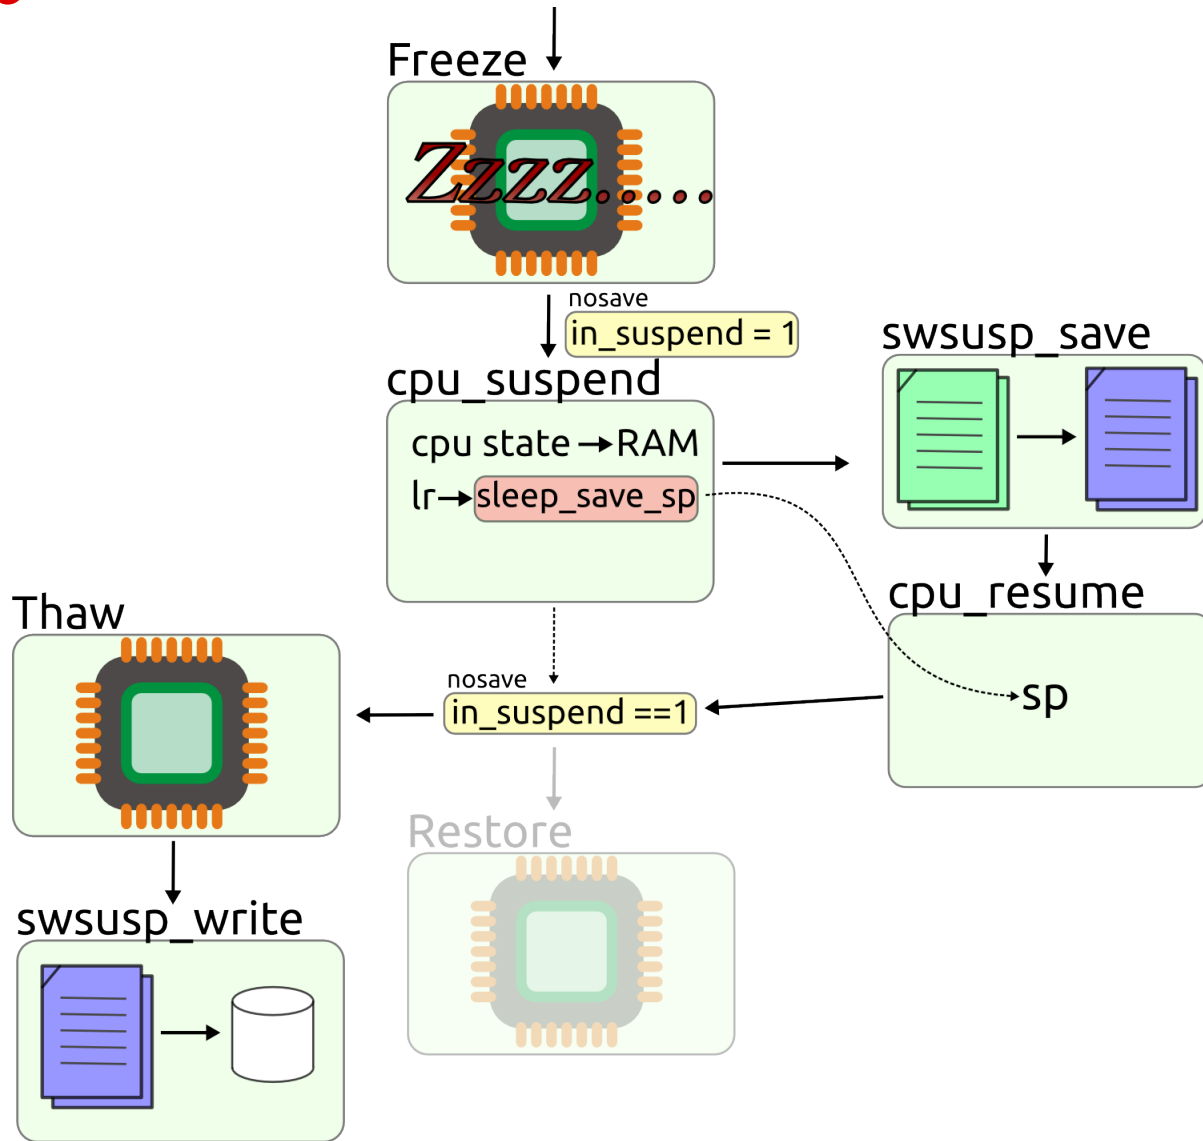 Freeze
Zzzz.....
nosave
in_suspend = 1
cpu_suspend
cpu state → RAM
lr → sleep_save_sp
swsusp_save
cpu_resume
sp
nosave
in_suspend ==1
Thaw
swsusp_write
Restore